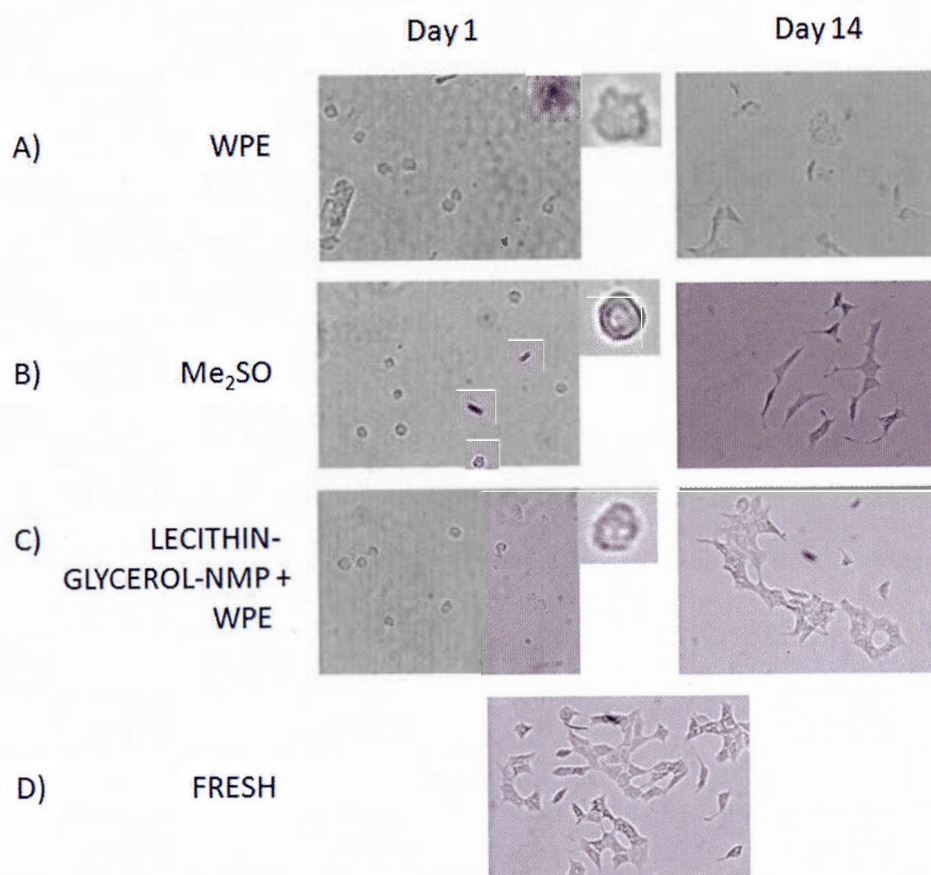 Day 1 Day 14
A) WPE
B) Me₂SO
C) LECITHIN-
GLYCEROL-NMP +
WPE
D) FRESH